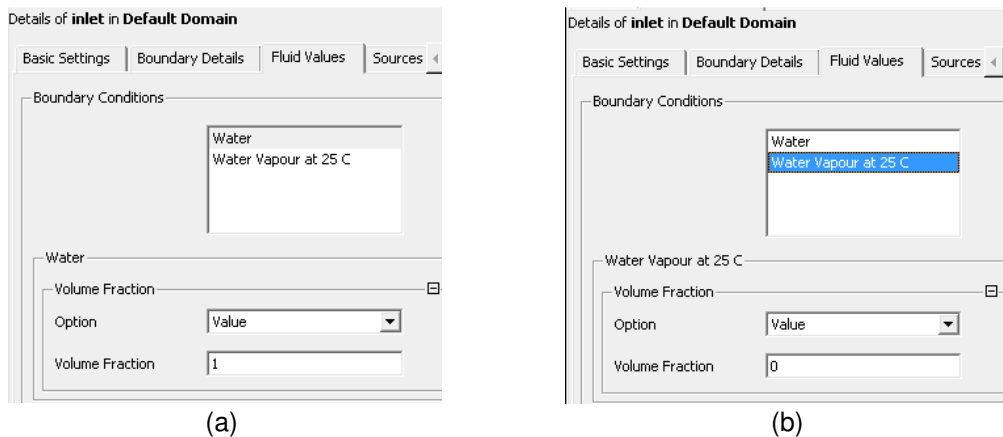 Details of inlet in Default Domain
Basic Settings Boundary Details Fluid Values Sources
Boundary Conditions
Water
Water Vapour at 25 C
Water
Volume Fraction
Option Value
Volume Fraction 1
(a)
Details of inlet in Default Domain
Basic Settings Boundary Details Fluid Values Sources
Boundary Conditions
Water
Water Vapour at 25 C
Water Vapour at 25 C
Volume Fraction
Option Value
Volume Fraction 0
(b)